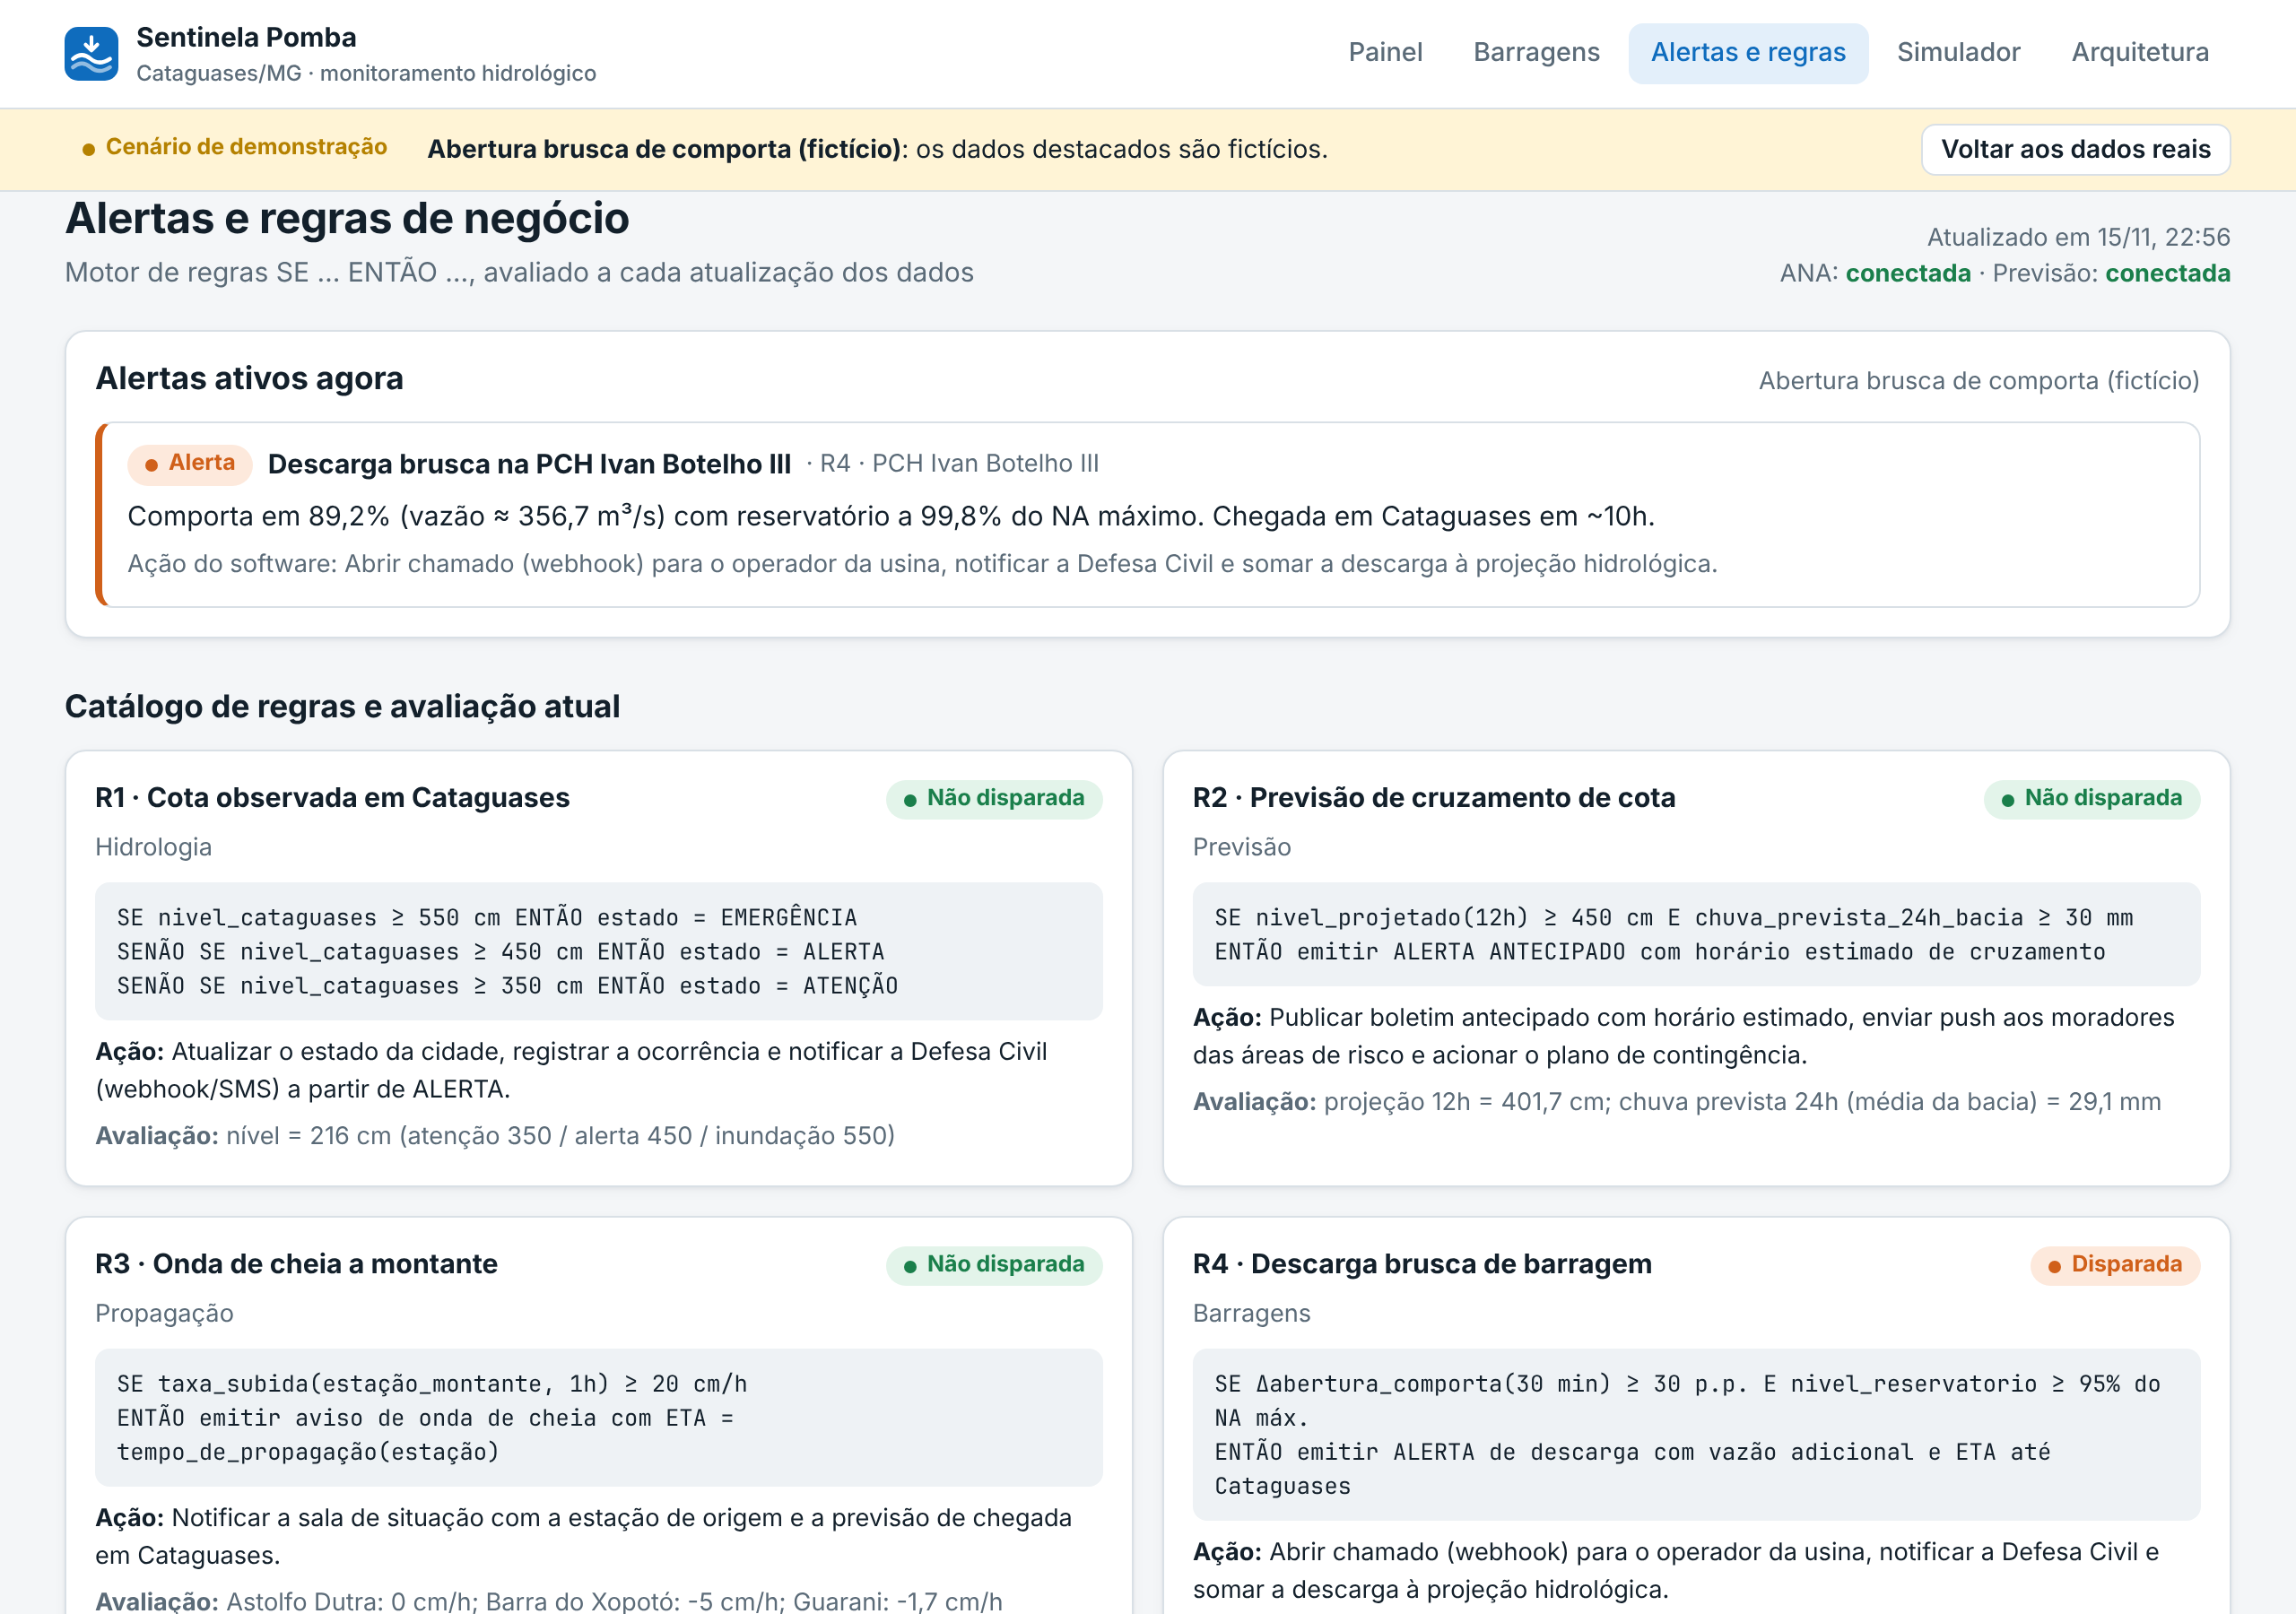 Sentinela Pomba
Cataguases/MG · monitoramento hidrológico
Painel
Barragens
Alertas e regras
Simulador
Arquitetura
Cenário de demonstração
Abertura brusca de comporta (fictício): os dados destacados são fictícios.
Voltar aos dados reais
Alertas e regras de negócio
Motor de regras SE ... ENTÃO ..., avaliado a cada atualização dos dados
Atualizado em 15/11, 22:56
ANA: conectada · Previsão: conectada
Alertas ativos agora
Abertura brusca de comporta (fictício)
Alerta
Descarga brusca na PCH Ivan Botelho III · R4 · PCH Ivan Botelho III
Comporta em 89,2% (vazão ≈ 356,7 m³/s) com reservatório a 99,8% do NA máximo. Chegada em Cataguases em ~10h.
Ação do software: Abrir chamado (webhook) para o operador da usina, notificar a Defesa Civil e somar a descarga à projeção hidrológica.
Catálogo de regras e avaliação atual
R1 · Cota observada em Cataguases
Não disparada
Hidrologia
SE nivel_cataguases ≥ 550 cm ENTÃO estado = EMERGÊNCIA
SENÃO SE nivel_cataguases ≥ 450 cm ENTÃO estado = ALERTA
SENÃO SE nivel_cataguases ≥ 350 cm ENTÃO estado = ATENÇÃO
Ação: Atualizar o estado da cidade, registrar a ocorrência e notificar a Defesa Civil
(webhook/SMS) a partir de ALERTA.
Avaliação: nível = 216 cm (atenção 350 / alerta 450 / inundação 550)
R2 · Previsão de cruzamento de cota
Não disparada
Previsão
SE nivel_projetado(12h) ≥ 450 cm E chuva_prevista_24h_bacia ≥ 30 mm
ENTÃO emitir ALERTA ANTECIPADO com horário estimado de cruzamento
Ação: Publicar boletim antecipado com horário estimado, enviar push aos moradores
das áreas de risco e acionar o plano de contingência.
Avaliação: projeção 12h = 401,7 cm; chuva prevista 24h (média da bacia) = 29,1 mm
R3 · Onda de cheia a montante
Não disparada
Propagação
SE taxa_subida(estação_montante, 1h) ≥ 20 cm/h
ENTÃO emitir aviso de onda de cheia com ETA =
tempo_de_propagação(estação)
Ação: Notificar a sala de situação com a estação de origem e a previsão de chegada
em Cataguases.
Avaliação: Astolfo Dutra: 0 cm/h; Barra do Xopotó: -5 cm/h; Guarani: -1,7 cm/h
R4 · Descarga brusca de barragem
Disparada
Barragens
SE Δabertura_comporta(30 min) ≥ 30 p.p. E nivel_reservatorio ≥ 95% do
NA máx.
ENTÃO emitir ALERTA de descarga com vazão adicional e ETA até
Cataguases
Ação: Abrir chamado (webhook) para o operador da usina, notificar a Defesa Civil e
somar a descarga à projeção hidrológica.